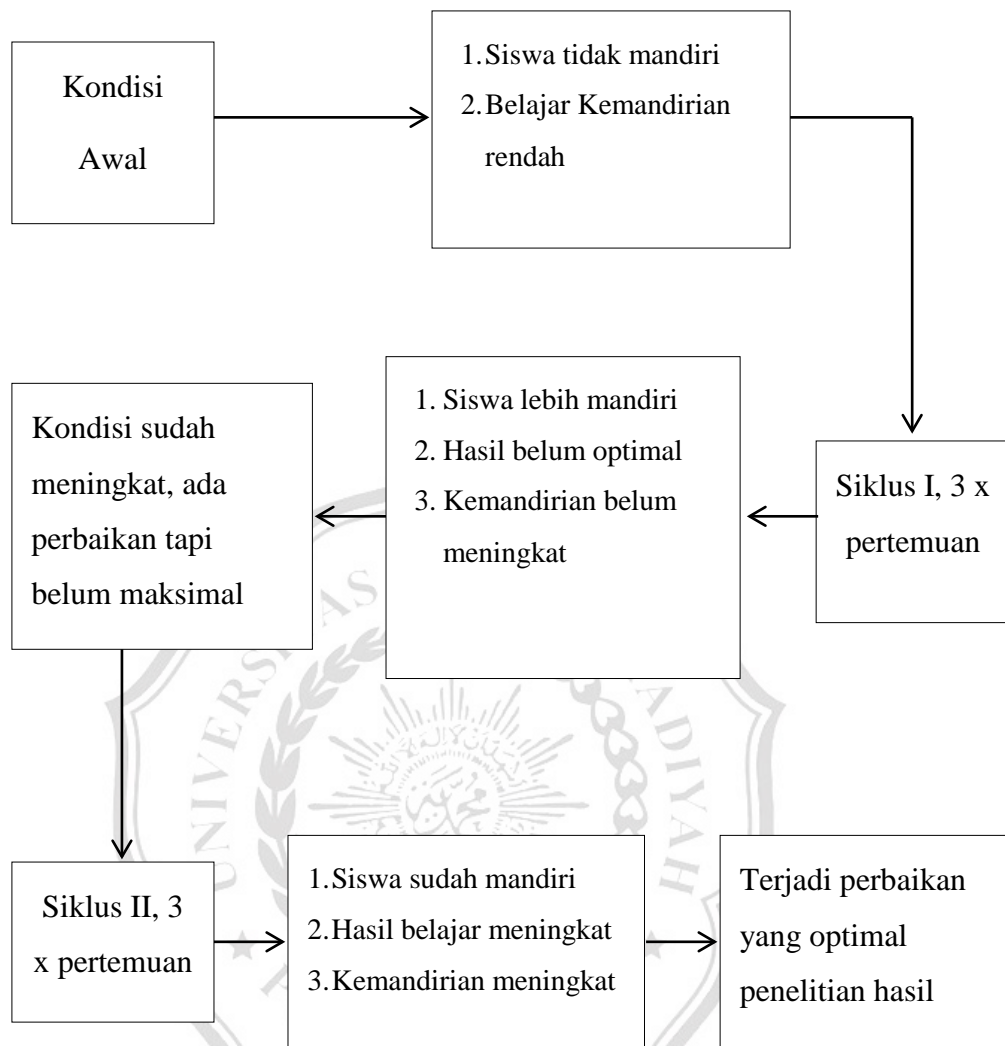 Kondisi
Awal
1. Siswa tidak mandiri
2. Belajar Kemandirian
rendah
Siklus I, 3 x
pertemuan
1. Siswa lebih mandiri
2. Hasil belum optimal
3. Kemandirian belum
meningkat
Kondisi sudah
meningkat, ada
perbaikan tapi
belum maksimal
Siklus II, 3
x pertemuan
1. Siswa sudah mandiri
2. Hasil belajar meningkat
3. Kemandirian meningkat
Terjadi perbaikan
yang optimal
penelitian hasil